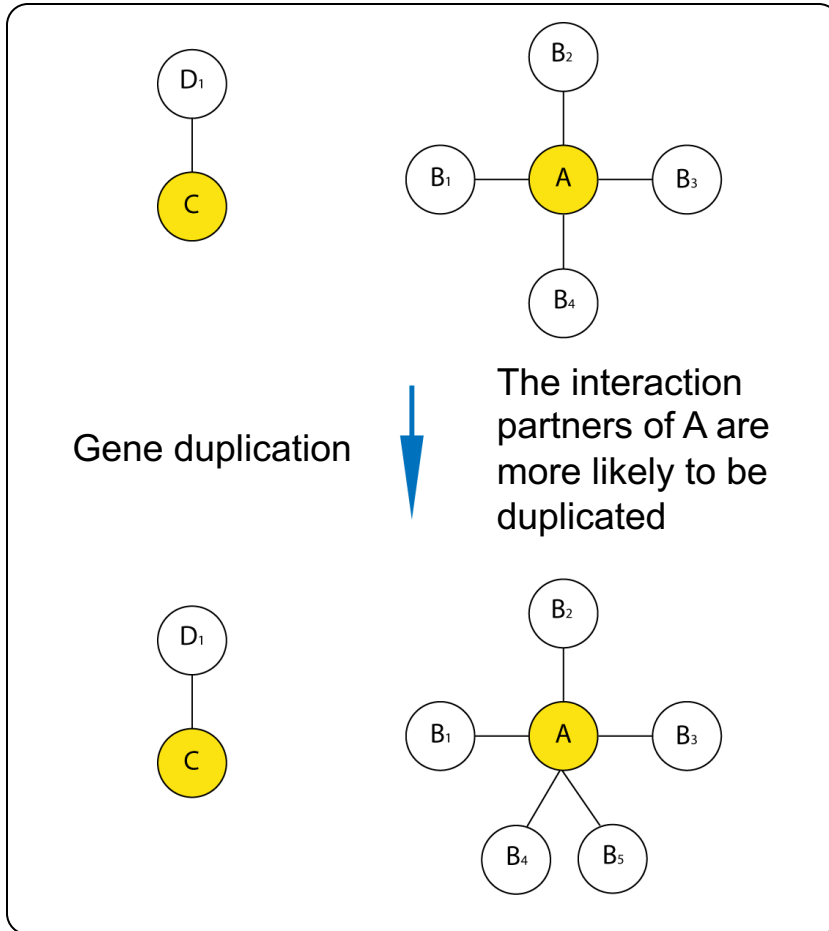 D₁
C
B₂
B₁
A
B₃
B₄
Gene duplication
The interaction
partners of A are
more likely to be
duplicated
D₁
C
B₂
B₁
A
B₃
B₄
B₅